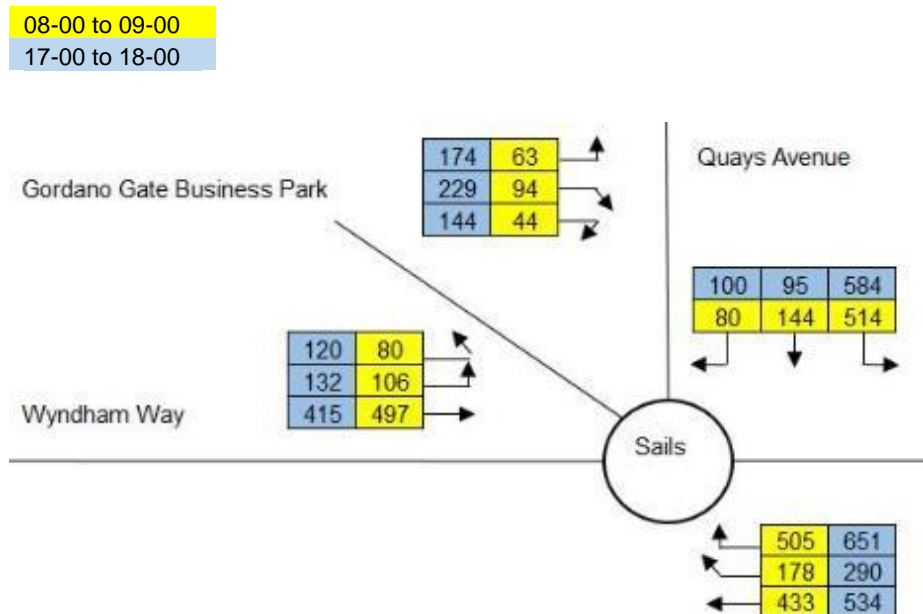 08-00 to 09-00
17-00 to 18-00
174 63
Quays Avenue
Gordano Gate Business Park
229 94
144 44
100 95 584
80 144 514
120 80
132 106
Wyndham Way
415 497
Sails
505 651
178 290
433 534